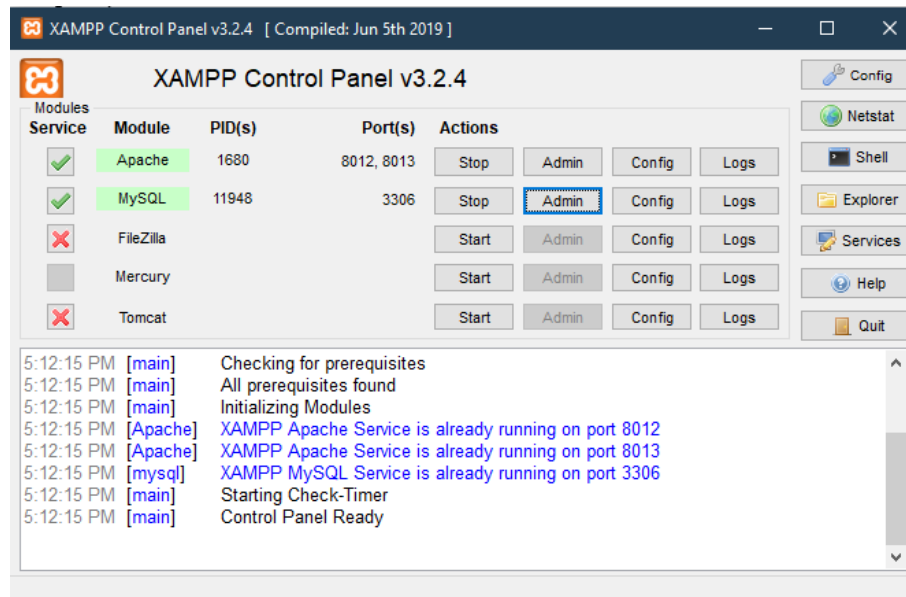 XAMPP Control Panel v3.2.4 [ Compiled: Jun 5th 2019 ]
XAMPP Control Panel v3.2.4
Config
Modules
Service Module PID(s) Port(s) Actions
Netstat
Apache 1680 8012, 8013 Stop Admin Config Logs
Shell
MySQL 11948 3306 Stop Admin Config Logs
Explorer
FileZilla Start Admin Config Logs
Services
Mercury Start Admin Config Logs
Help
Tomcat Start Admin Config Logs
Quit
5:12:15 PM [main] Checking for prerequisites
5:12:15 PM [main] All prerequisites found
5:12:15 PM [main] Initializing Modules
5:12:15 PM [Apache] XAMPP Apache Service is already running on port 8012
5:12:15 PM [Apache] XAMPP Apache Service is already running on port 8013
5:12:15 PM [mysql] XAMPP MySQL Service is already running on port 3306
5:12:15 PM [main] Starting Check-Timer
5:12:15 PM [main] Control Panel Ready